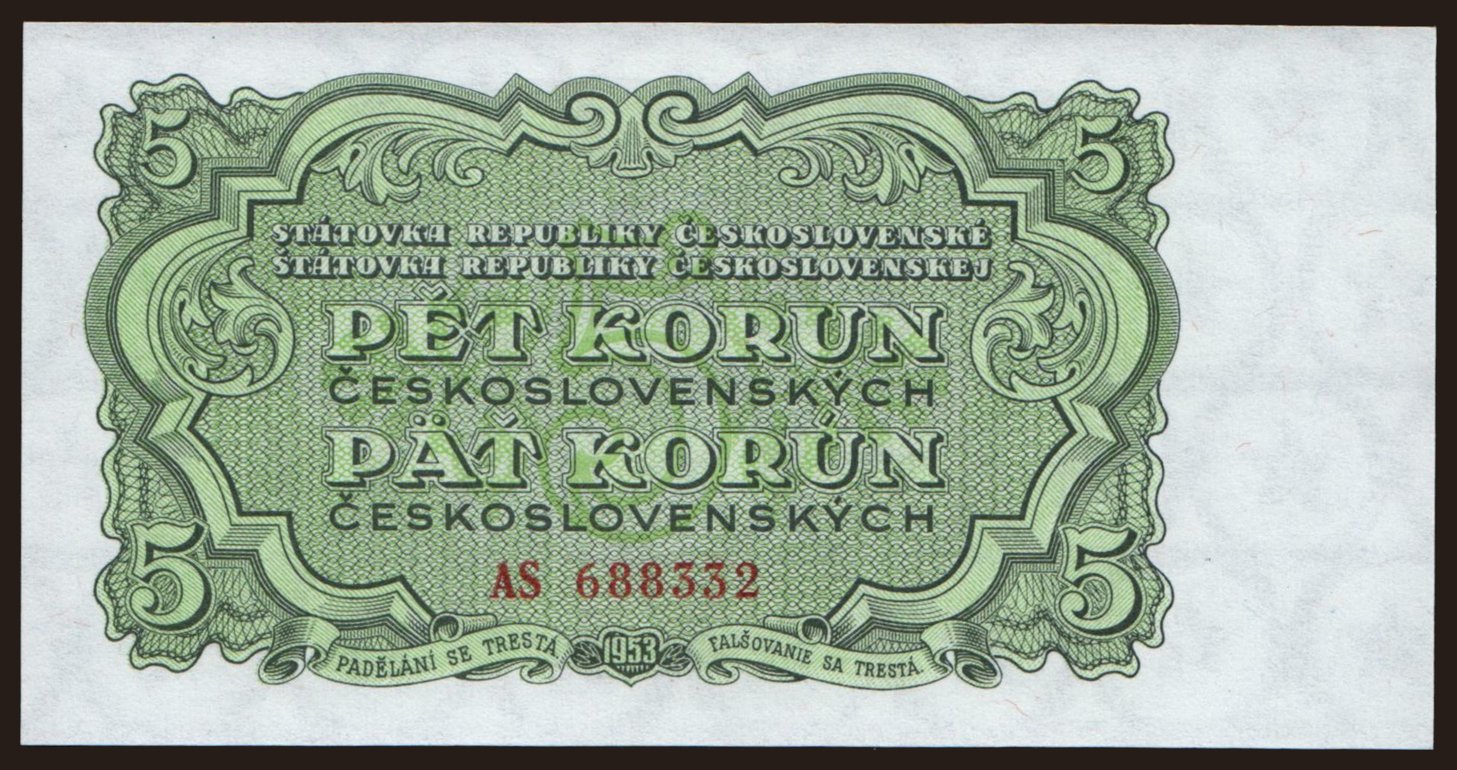 5 5
STÁTOVKA REPUBLIKY ČESKOSLOVENSKÉ
STÁTOVKA REPUBLIKY ČESKOSLOVENSKEJ
PĚT KORUN
ČESKOSLOVENSKÝCH
PÄŤ KORÚN
ČESKOSLOVENSKÝCH
5 5
AS 688332
PADĚLÁNÍ SE TRESTÁ 1953 FALŠOVANIE SA TRESTÁ